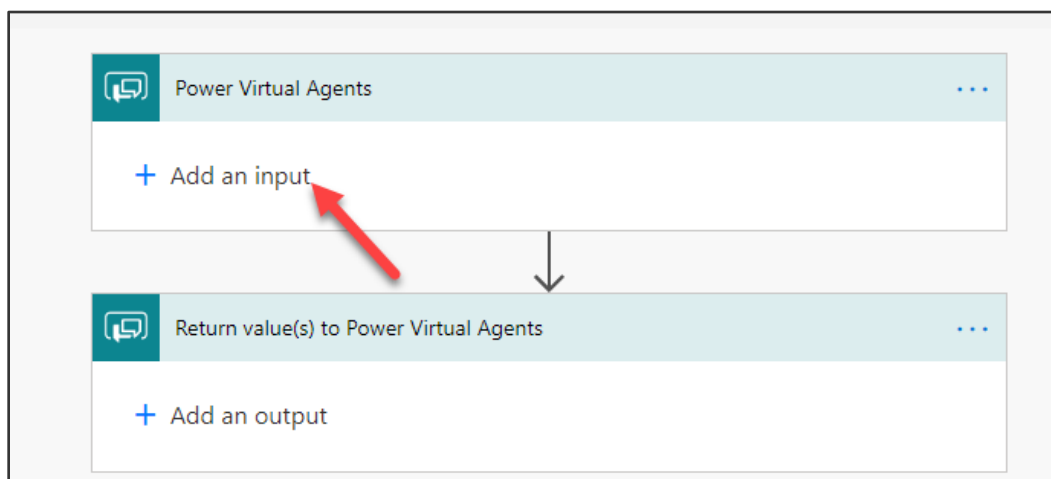 Power Virtual Agents
Add an input
Return value(s) to Power Virtual Agents
Add an output